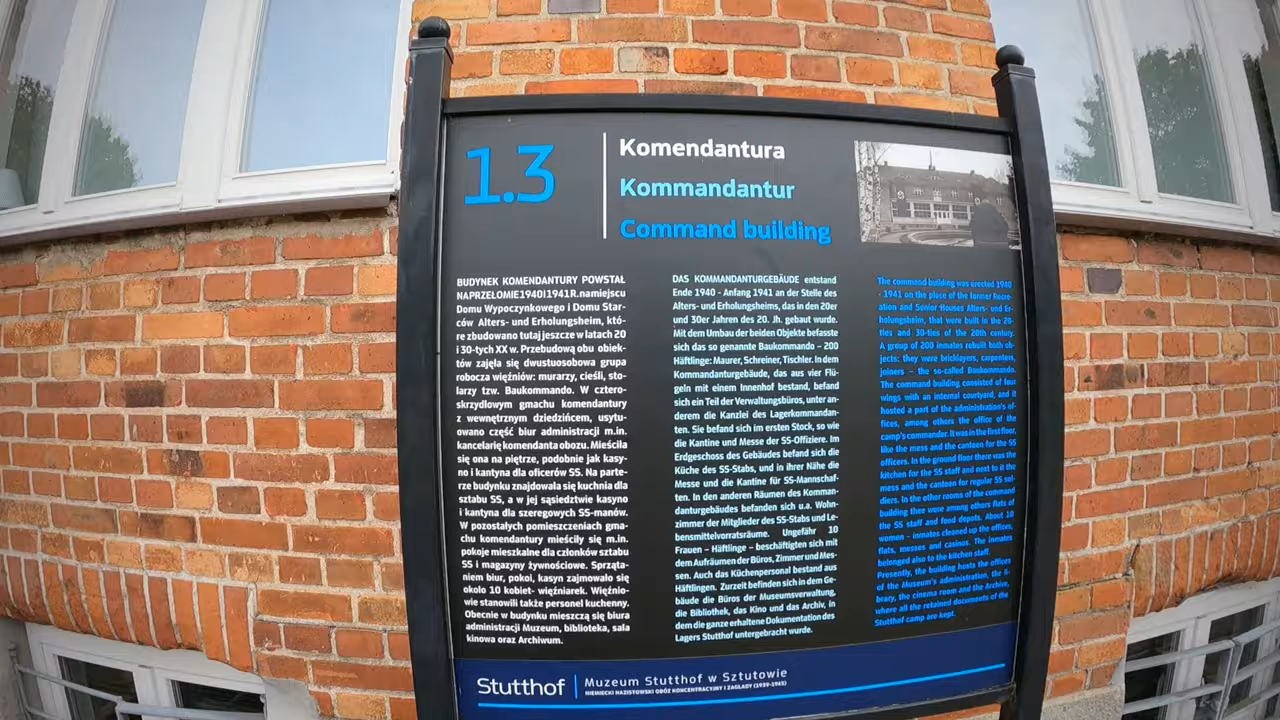 1.3
Komendantura
Kommandantur
Command building
BUDYNEK KOMENDANTURY POWSTAŁ
NA PRZEŁOMIE 1940 I 1941 R. na miejscu
Domu Wypoczynkowego i Domu Star-
ców Alters- und Erholungsheim, któ-
re zbudowano tutaj jeszcze w latach 20
i 30-tych XX w. Przebudową obu obiek-
tów zajęła się dwustuosobowa grupa
robocza więźniów: murarzy, cieśli, sto-
larzy tzw. Baukommando. W cztero-
skrzydłowym gmachu komendantury
z wewnętrznym dziedzińcem, usytu-
owano część biur administracji m.in.
kancelarię komendanta obozu. Mieściła
się ona na piętrze, podobnie jak kasy-
no i kantyna dla oficerów SS. Na parte-
rze budynku znajdowała się kuchnia dla
sztabu SS, a w jej sąsiedztwie kasyno
i kantyna dla szeregowych SS-manów.
W pozostałych pomieszczeniach gma-
chu komendantury mieściły się m.in.
pokoje mieszkalne dla członków sztabu
SS i magazyny żywnościowe. Sprząta-
niem biur, pokoi, kasyn zajmowało się
około 10 kobiet- więźniarek. Więźnio-
wie stanowili także personel kuchenny.
Obecnie w budynku mieszczą się biura
administracji Muzeum, biblioteka, sala
kinowa oraz Archiwum.
DAS KOMMANDANTURGEBÄUDE entstand
Ende 1940 - Anfang 1941 an der Stelle des
Alters- und Erholungsheims, das in den 20er
und 30er Jahren des 20. Jh. gebaut wurde.
Mit dem Umbau der beiden Objekte befasste
sich das so genannte Baukommando – 200
Häftlinge: Maurer, Schreiner, Tischler. In dem
Kommandanturgebäude, das aus vier Flü-
geln mit einem Innenhof bestand, befand
sich ein Teil der Verwaltungsbüros, unter an-
derem die Kanzlei des Lagerkommandan-
ten. Sie befand sich im ersten Stock, so wie
die Kantine und Messe der SS-Offiziere. Im
Erdgeschoss des Gebäudes befand sich die
Küche des SS-Stabs, und in ihrer Nähe die
Messe und die Kantine für SS-Mannschaf-
ten. In den anderen Räumen des Komman-
danturgebäudes befanden sich u.a. Wohn-
zimmer der Mitglieder des SS-Stabs und Le-
bensmittelvorratsräume. Ungefähr 10
Frauen – Häftlinge – beschäftigten sich mit
dem Aufräumen der Büros, Zimmer und Mes-
sen. Auch das Küchenpersonal bestand aus
Häftlingen. Zurzeit befinden sich in dem Ge-
bäude die Büros der Museumsverwaltung,
die Bibliothek, das Kino und das Archiv, in
dem die ganze erhaltene Dokumentation des
Lagers Stutthof untergebracht wurde.
The command building was erected 1940
- 1941 on the place of the former Recre-
ation and Senior Houses Alters- und Er-
holungsheim, that were built in the 20-
ties and 30-ties of the 20th century.
A group of 200 inmates rebuilt both ob-
jects; they were bricklayers, carpenters,
joiners – the so-called Baukommando.
The command building consisted of four
wings with an internal courtyard, and it
hosted a part of the administration's of-
fices, among others the office of the
camp's commander. It was in the first floor,
like the mess and the canteen for the SS
officers. In the ground floor there was the
kitchen for the SS staff and next to it the
mess and the canteen for regular SS sol-
diers. In the other rooms of the command
building they were among others flats of
the SS staff and food depots. About 10
women - inmates cleaned up the offices,
flats, messes and casinos. The inmates
belonged also to the kitchen staff.
Presently, the building hosts the offices
of the Museum's administration, the li-
brary, the cinema room and the Archive,
where all the retained documents of the
Stutthof camp are kept.
Stutthof
Muzeum Stutthof w Sztutowie
NIEMIECKI NAZISTOWSKI OBÓZ KONCENTRACYJNY I ZAGŁADY (1939-1945)